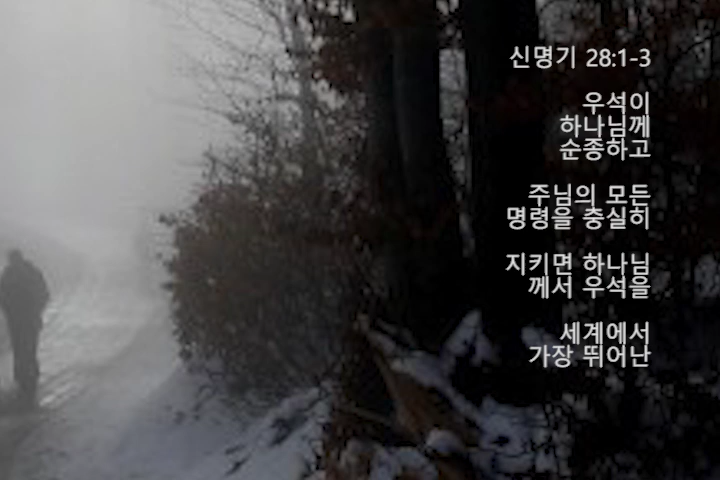 신명기 28:1-3
우석이
하나님께
순종하고
주님의 모든
명령을 충실히
지키면 하나님
께서 우석을
세계에서
가장 뛰어난